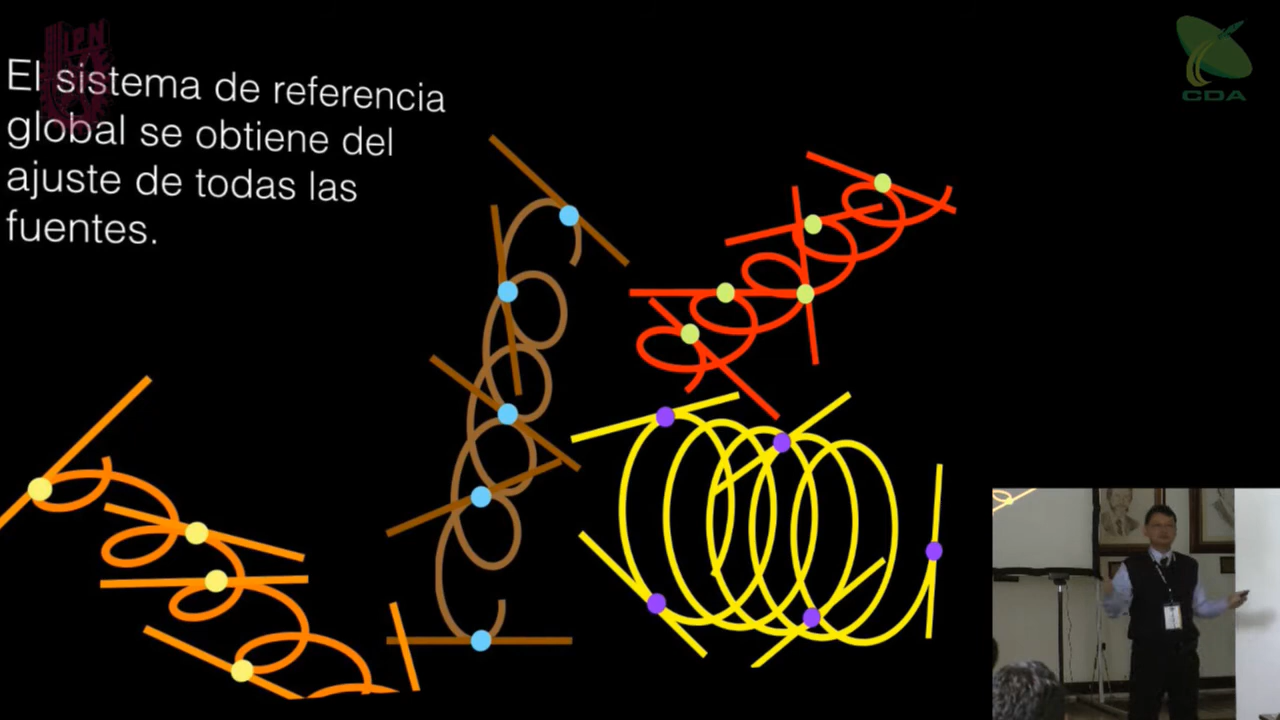 IPN
CDA
El sistema de referencia
global se obtiene del
ajuste de todas las
fuentes.